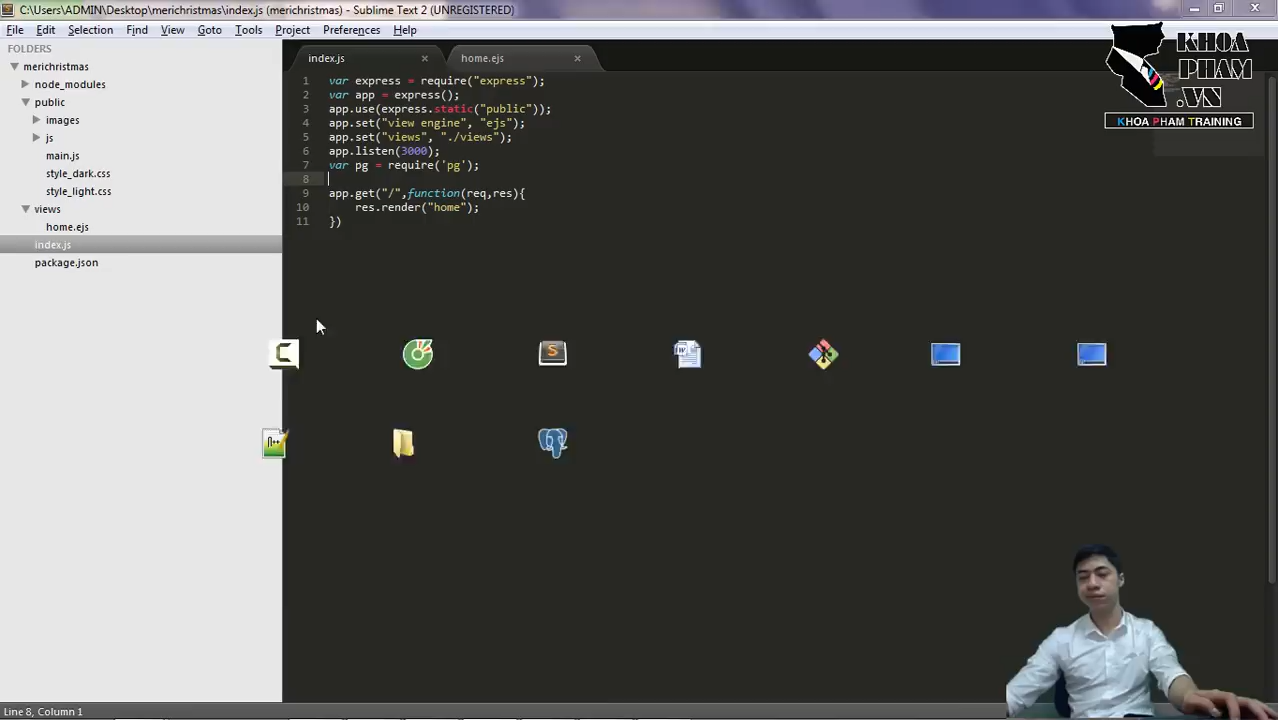 C:\Users\ADMIN\Desktop\merichristmas\index.js (merichristmas) - Sublime Text 2 (UNREGISTERED)
File Edit Selection Find View Goto Tools Project Preferences Help
FOLDERS
merichristmas
node_modules
public
images
js
main.js
style_dark.css
style_light.css
views
home.ejs
index.js
package.json
index.js
home.ejs
1 var express = require("express");
2 var app = express();
3 app.use(express.static("public"));
4 app.set("view engine", "ejs");
5 app.set("views", "./views");
6 app.listen(3000);
7 var pg = require('pg');
8
9 app.get("/",function(req,res){
10 res.render("home");
11 })
KHOA
PHAM
.VN
KHOA PHAM TRAINING
Line 8, Column 1